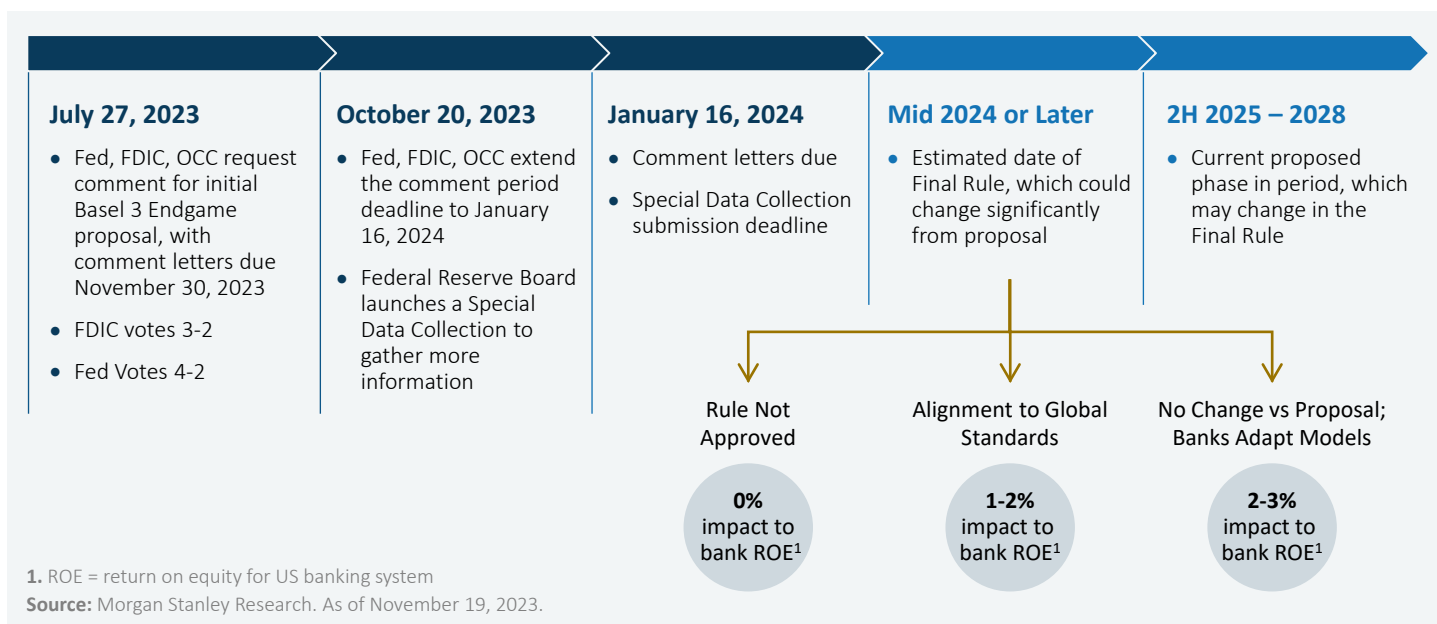 July 27, 2023
• Fed, FDIC, OCC request
comment for initial
Basel 3 Endgame
proposal, with
comment letters due
November 30, 2023
• FDIC votes 3-2
• Fed Votes 4-2
October 20, 2023
• Fed, FDIC, OCC extend
the comment period
deadline to January
16, 2024
• Federal Reserve Board
launches a Special
Data Collection to
gather more
information
January 16, 2024
• Comment letters due
• Special Data Collection
submission deadline
Mid 2024 or Later
• Estimated date of
Final Rule, which could
change significantly
from proposal
2H 2025 – 2028
• Current proposed
phase in period, which
may change in the
Final Rule
Rule Not
Approved
0%
impact to
bank ROE¹
Alignment to Global
Standards
1-2%
impact to
bank ROE¹
No Change vs Proposal;
Banks Adapt Models
2-3%
impact to
bank ROE¹
1. ROE = return on equity for US banking system
Source: Morgan Stanley Research. As of November 19, 2023.